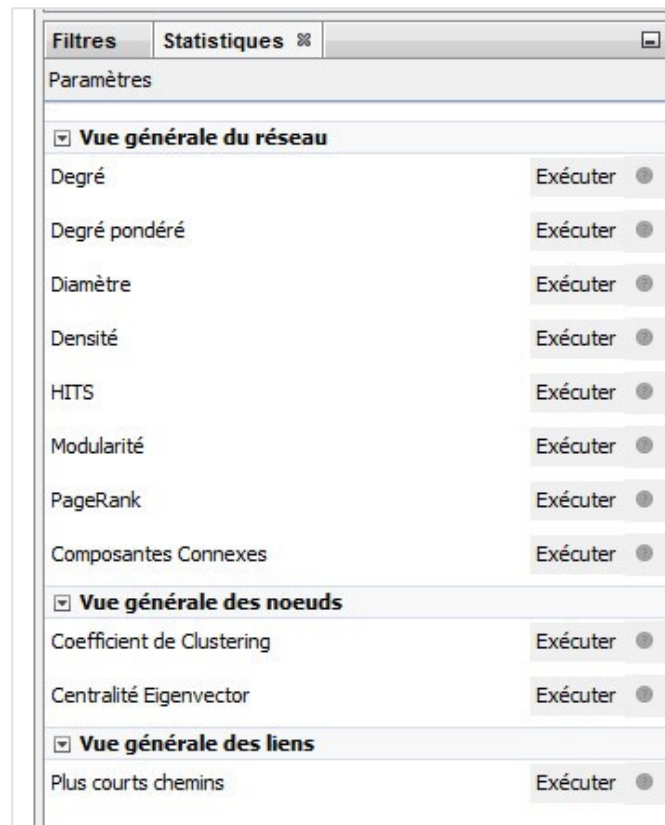 Filtres Statistiques
Paramètres
Vue générale du réseau
Degré Exécuter
Degré pondéré Exécuter
Diamètre Exécuter
Densité Exécuter
HITS Exécuter
Modularité Exécuter
PageRank Exécuter
Composantes Connexes Exécuter
Vue générale des noeuds
Coefficient de Clustering Exécuter
Centralité Eigenvector Exécuter
Vue générale des liens
Plus courts chemins Exécuter